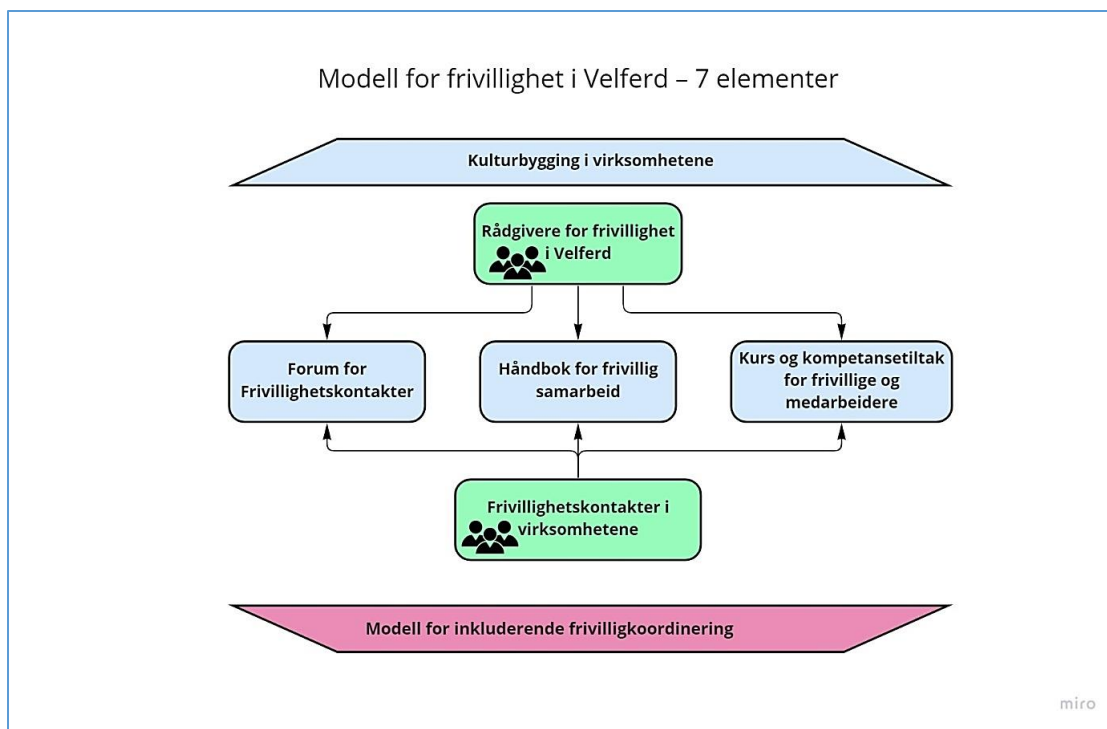 Modell for frivillighet i Velferd – 7 elementer
Kulturbygging i virksomhetene
Rådgivere for frivillighet
i Velferd
Forum for
Frivillighetskontakter
Håndbok for frivillig
samarbeid
Kurs og kompetansetiltak
for frivillige og
medarbeidere
Frivillighetskontakter i
virksomhetene
Modell for inkluderende frivilligkoordinering
miro